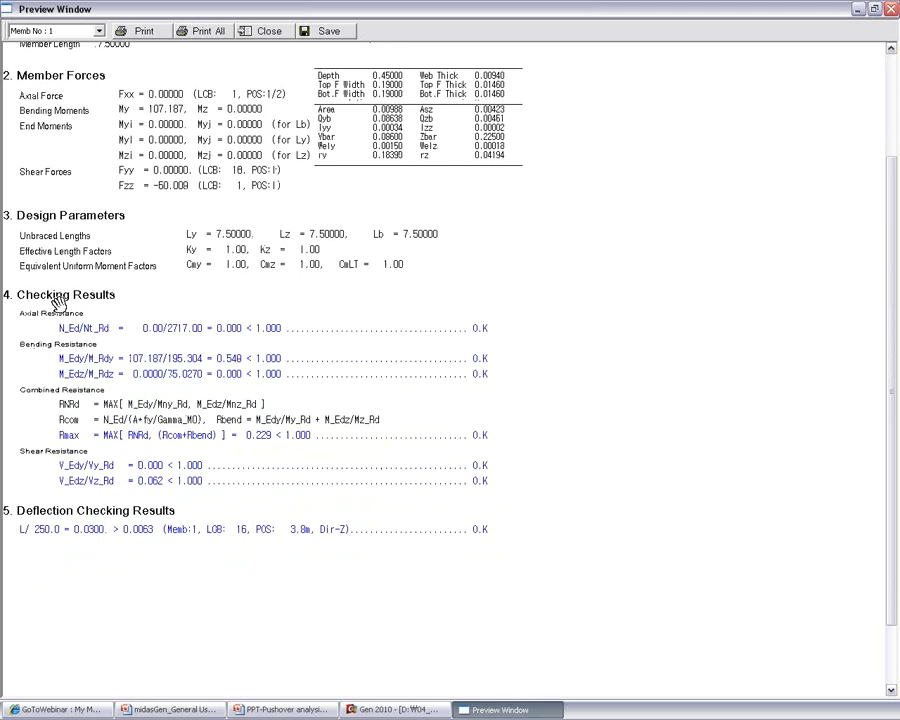 Preview Window
Memb No : 1
Print
Print All
Close
Save
Member Length : 7.50000
2. Member Forces
Axial Force Fxx = 0.00000 (LCB: 1, POS:1/2)
Bending Moments My = 107.187, Mz = 0.00000
End Moments Myi = 0.00000. Myj = 0.00000 (for Lb)
Myi = 0.00000, Myj = 0.00000 (for Ly)
Mzi = 0.00000, Mzj = 0.00000 (for Lz)
Shear Forces Fyy = 0.00000. (LCB: 18. POS:I)
Fzz = -60.009 (LCB: 1, POS:I)
Depth 0.45000 Web Thick 0.00940
Top F Width 0.19000 Top F Thick 0.01460
Bot.F Width 0.19000 Bot.F Thick 0.01460
Area 0.00988 Asz 0.00423
Qyb 0.08638 Qzb 0.00451
Iyy 0.00034 Izz 0.00002
Ybar 0.09500 Zbar 0.22500
Wely 0.00150 Welz 0.00018
ry 0.18390 rz 0.04194
3. Design Parameters
Unbraced Lengths Ly = 7.50000, Lz = 7.50000, Lb = 7.50000
Effective Length Factors Ky = 1.00, Kz = 1.00
Equivalent Uniform Moment Factors Cmy = 1.00, Cmz = 1.00, CmLT = 1.00
4. Checking Results
Axial Resistance
N_Ed/Nt_Rd = 0.00/2717.00 = 0.000 < 1.000 ..................................... O.K
Bending Resistance
M_Edy/M_Rdy = 107.187/195.304 = 0.549 < 1.000 ..................................... O.K
M_Edz/M_Rdz = 0.0000/75.0270 = 0.000 < 1.000 ..................................... O.K
Combined Resistance
RNRd = MAX[ M_Edy/Mny_Rd, M_Edz/Mnz_Rd ]
Rcom = N_Ed/(A*fy/Gamma_M0), Rbend = M_Edy/My_Rd + M_Edz/Mz_Rd
Rmax = MAX[ RNRd, (Rcom+Rbend) ] = 0.229 < 1.000 ............................... O.K
Shear Resistance
V_Edy/Vy_Rd = 0.000 < 1.000 ..................................................... O.K
V_Edz/Vz_Rd = 0.062 < 1.000 ..................................................... O.K
5. Deflection Checking Results
L/ 250.0 = 0.0300. > 0.0063 (Memb:1, LCB: 16, POS: 3.8m, Dir-Z)........................ O.K
GoToWebinar : My M...
midasGen_General Us...
PPT-Pushover analysi...
Gen 2010 - [D:₩04_...
Preview Window